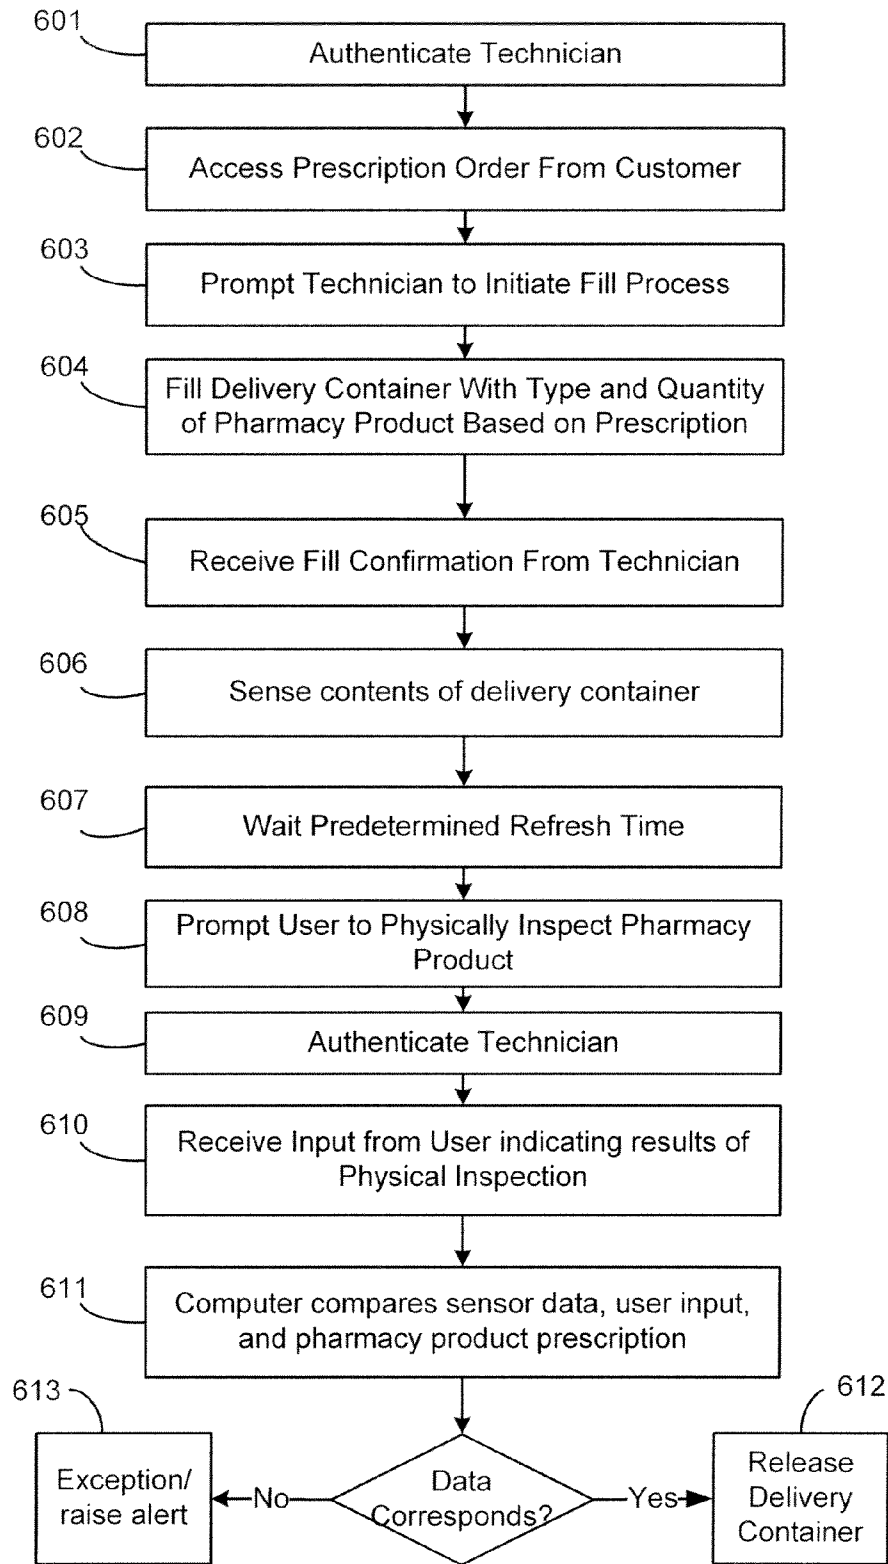 601
Authenticate Technician
602
Access Prescription Order From Customer
603
Prompt Technician to Initiate Fill Process
604
Fill Delivery Container With Type and Quantity
of Pharmacy Product Based on Prescription
605
Receive Fill Confirmation From Technician
606
Sense contents of delivery container
607
Wait Predetermined Refresh Time
608
Prompt User to Physically Inspect Pharmacy
Product
609
Authenticate Technician
610
Receive Input from User indicating results of
Physical Inspection
611
Computer compares sensor data, user input,
and pharmacy product prescription
613
Exception/
raise alert
No
Data
Corresponds?
Yes
612
Release
Delivery
Container